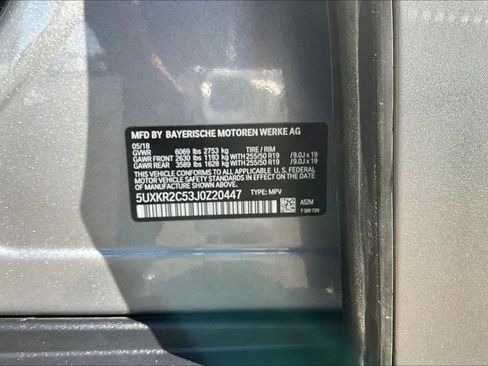 MFD BY BAYERISCHE MOTOREN WERKE AG
05/18 TIRE / RIM
GVWR 6069 lbs 2753 kg
GAWR FRONT 2630 lbs 1193 kg WITH 255/50 R19 /9.0J x 19
GAWR REAR 3589 lbs 1628 kg WITH 255/50 R19 /9.0J x 19
THIS VEHICLE CONFORMS TO ALL APPLICABLE
U.S. FEDERAL MOTOR VEHICLE SAFETY STANDARDS
IN EFFECT ON THE DATE OF MANUFACTURE SHOWN ABOVE.
5UXKR2C53J0Z20447 TYPE: MPV
A52M